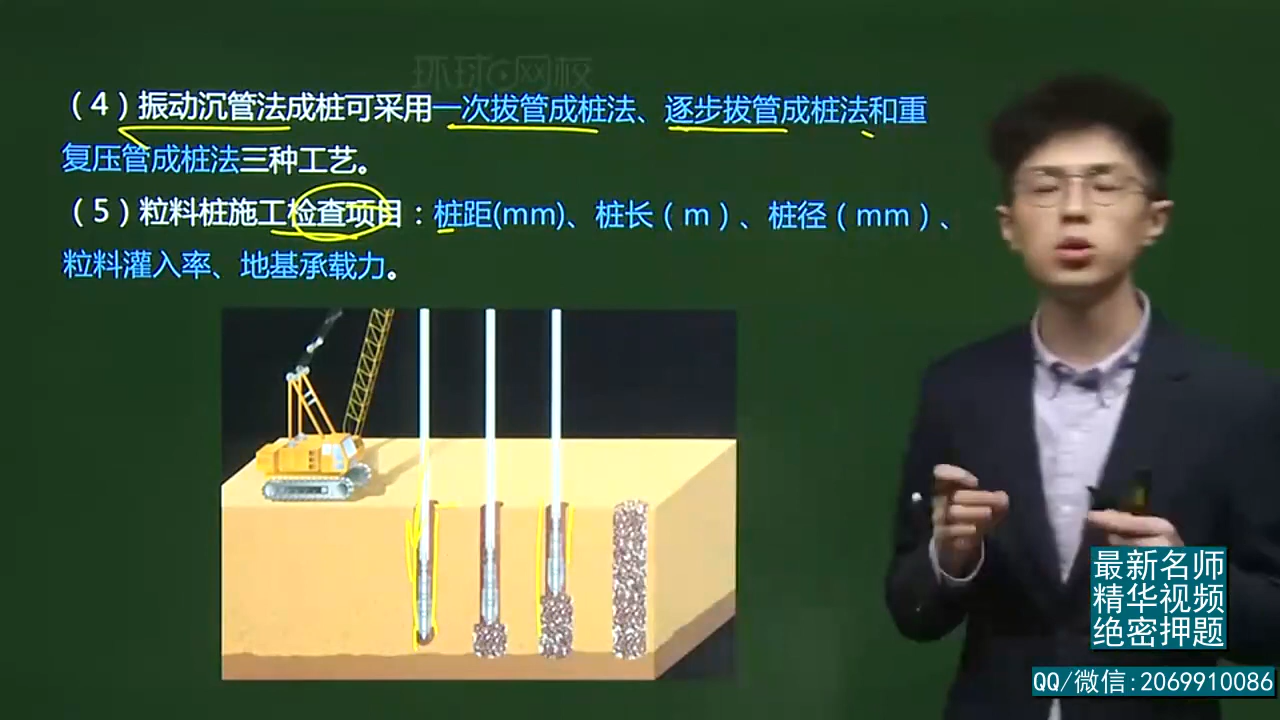 环球网校
（4）振动沉管法成桩可采用一次拔管成桩法、逐步拔管成桩法和重
复压管成桩法三种工艺。
（5）粒料桩施工检查项目：桩距(mm)、桩长（m）、桩径（mm）、
粒料灌入率、地基承载力。
最新名师
精华视频
绝密押题
QQ/微信:2069910086